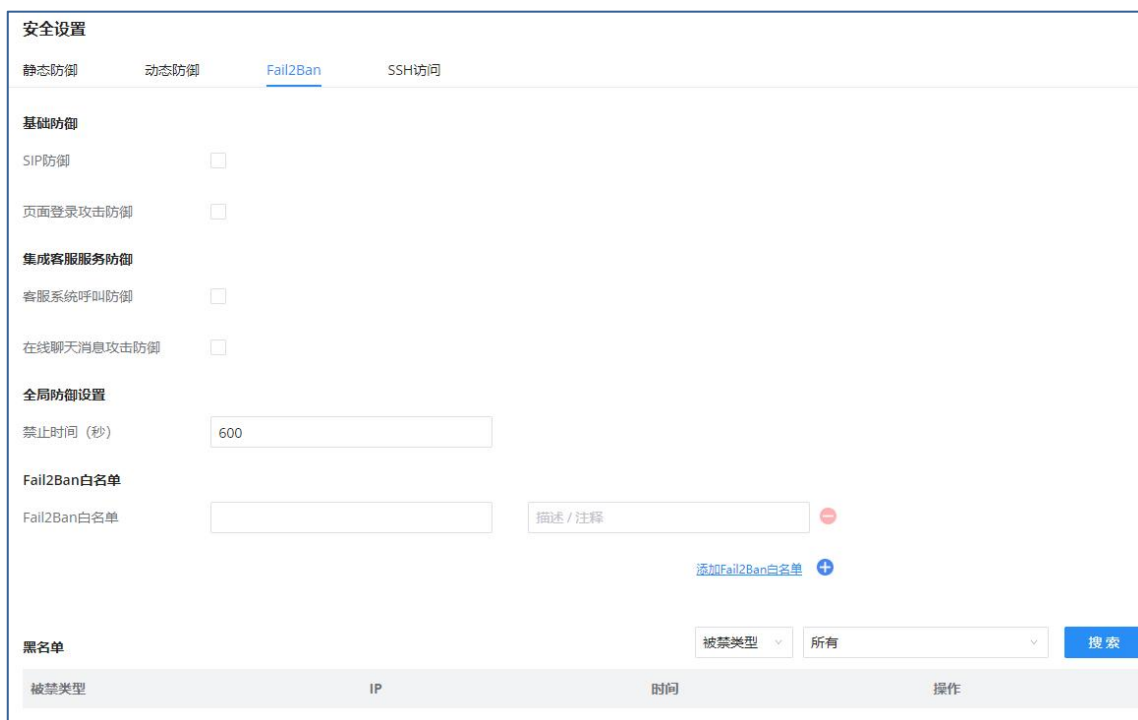 安全设置
静态防御 动态防御 Fail2Ban SSH访问
基础防御
SIP防御
页面登录攻击防御
集成客服服务防御
客服系统呼叫防御
在线聊天消息攻击防御
全局防御设置
禁止时间（秒） 600
Fail2Ban白名单
Fail2Ban白名单 描述 / 注释
添加Fail2Ban白名单
黑名单 被禁类型 所有 搜索
被禁类型 IP 时间 操作